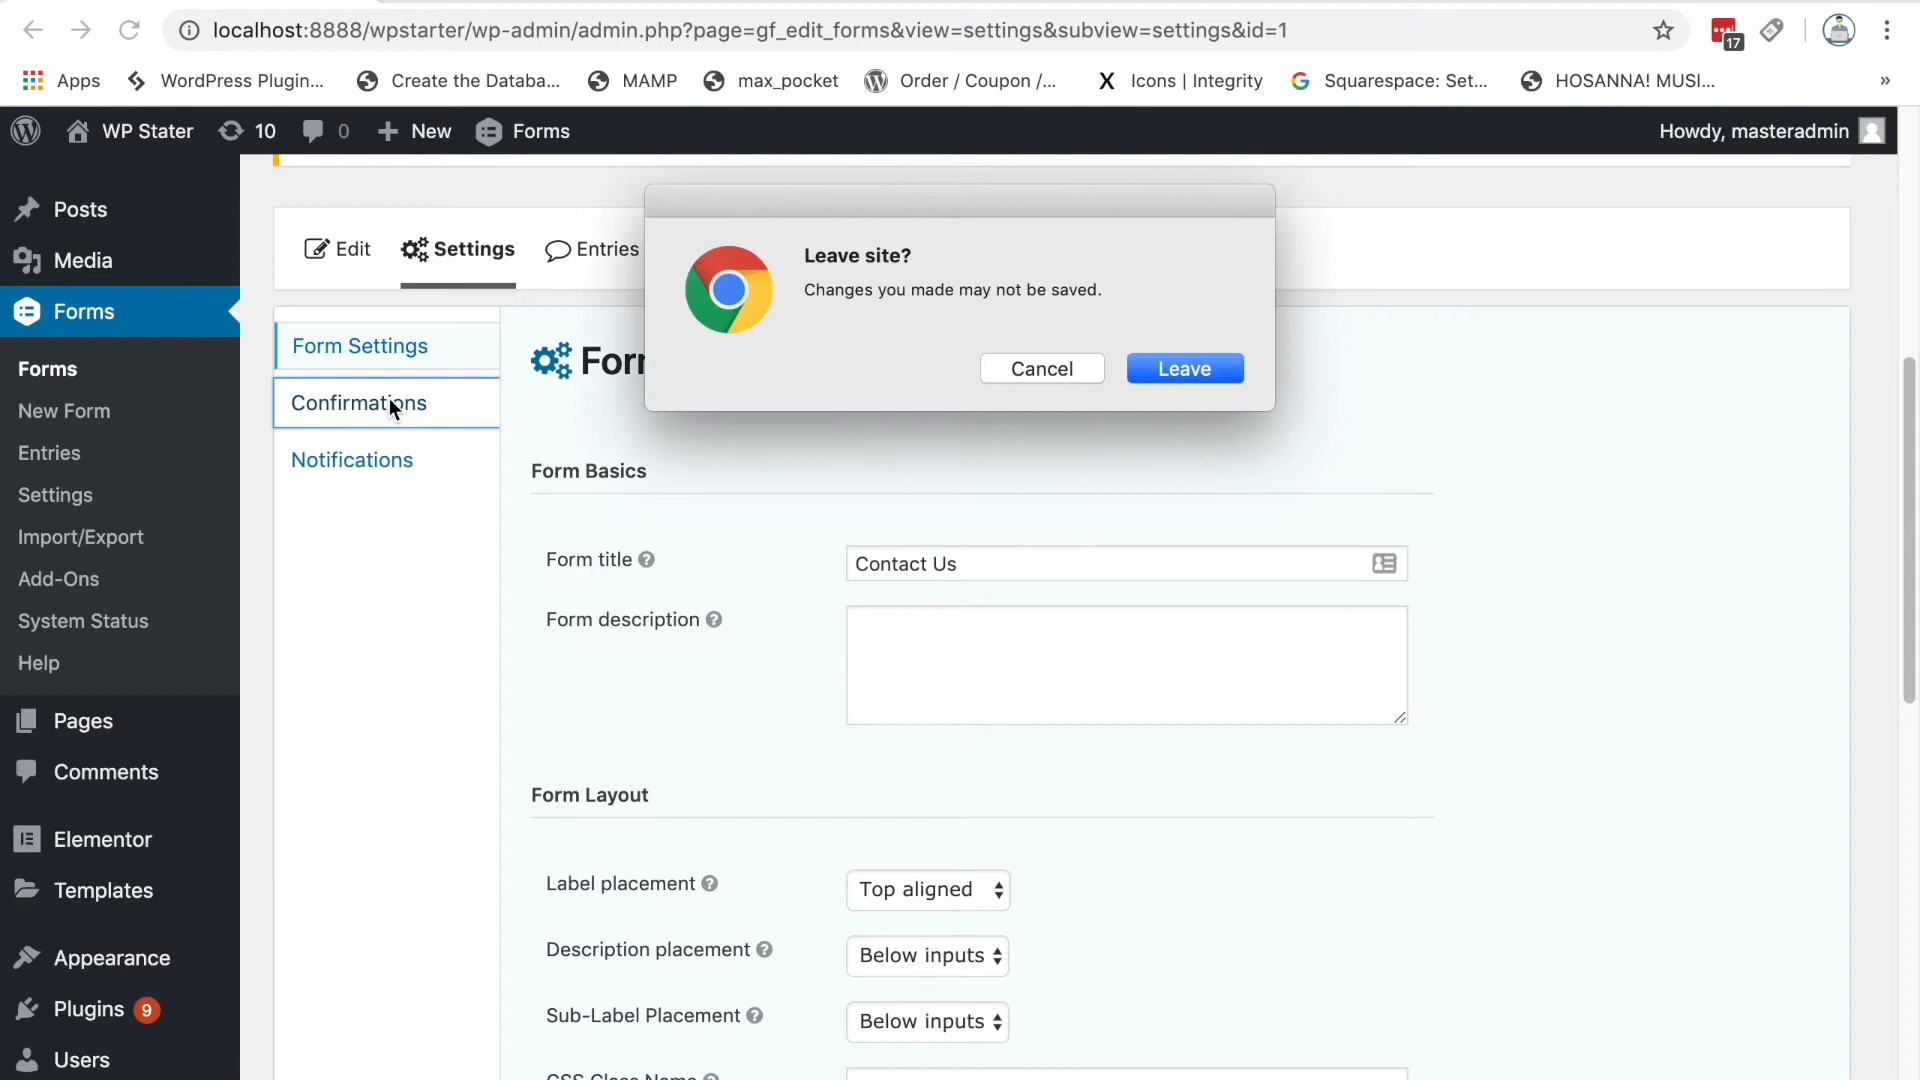 localhost:8888/wpstarter/wp-admin/admin.php?page=gf_edit_forms&view=settings&subview=settings&id=1
17
Apps WordPress Plugin... Create the Databa... MAMP max_pocket Order / Coupon /... X Icons | Integrity Squarespace: Set... HOSANNA! MUSI... »
WP Stater 10 0 + New Forms Howdy, masteradmin
Posts
Media
Forms
Forms
New Form
Entries
Settings
Import/Export
Add-Ons
System Status
Help
Pages
Comments
Elementor
Templates
Appearance
Plugins 9
Users
Edit Settings Entries
Form Settings
Confirmations
Notifications
Leave site?
Changes you made may not be saved.
Cancel Leave
Form Basics
Form title Contact Us
Form description
Form Layout
Label placement Top aligned
Description placement Below inputs
Sub-Label Placement Below inputs
CSS Class Name